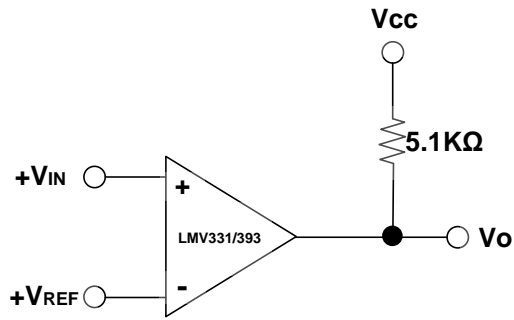 Vcc
5.1KΩ
+VIN
+
LMV331/393
Vo
+VREF
-